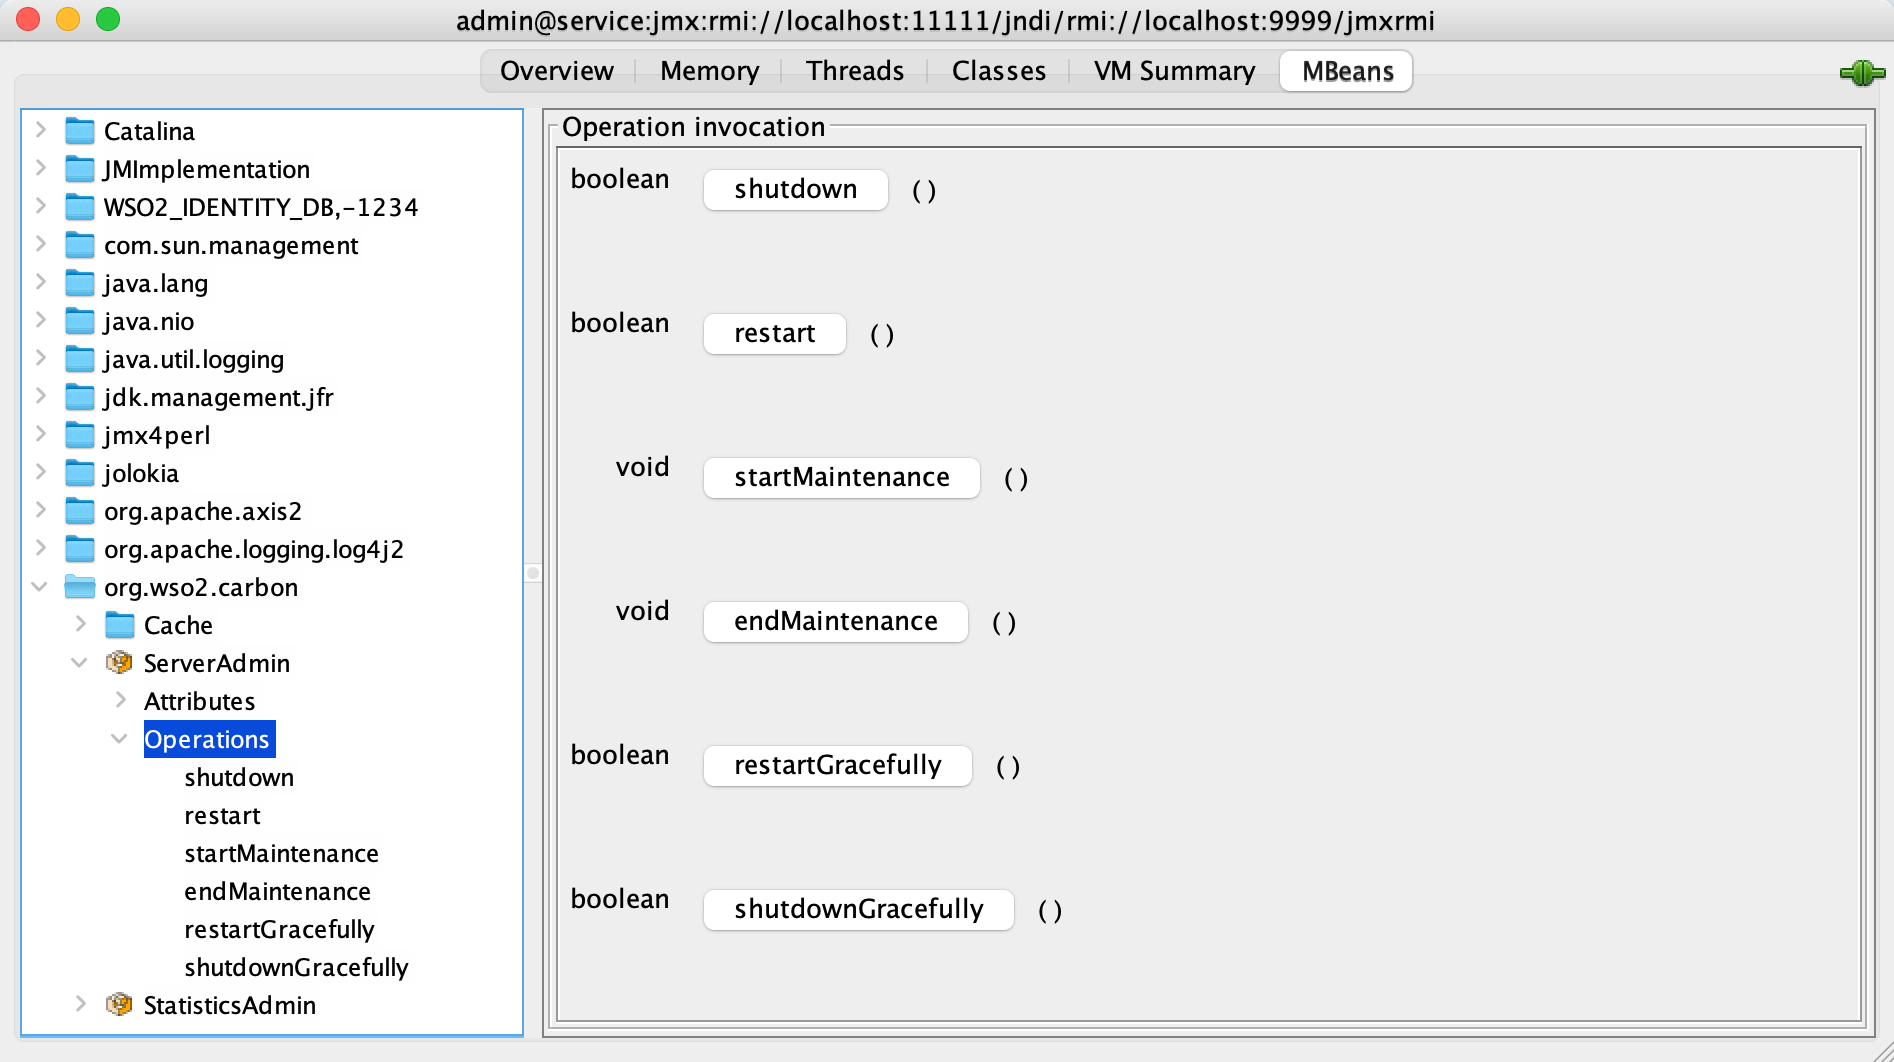 admin@service:jmx:rmi://localhost:11111/jndi/rmi://localhost:9999/jmxrmi
Overview Memory Threads Classes VM Summary MBeans
Catalina
JMImplementation
WSO2_IDENTITY_DB,-1234
com.sun.management
java.lang
java.nio
java.util.logging
jdk.management.jfr
jmx4perl
jolokia
org.apache.axis2
org.apache.logging.log4j2
org.wso2.carbon
Cache
ServerAdmin
Attributes
Operations
shutdown
restart
startMaintenance
endMaintenance
restartGracefully
shutdownGracefully
StatisticsAdmin
Operation invocation
boolean shutdown ()
boolean restart ()
void startMaintenance ()
void endMaintenance ()
boolean restartGracefully ()
boolean shutdownGracefully ()